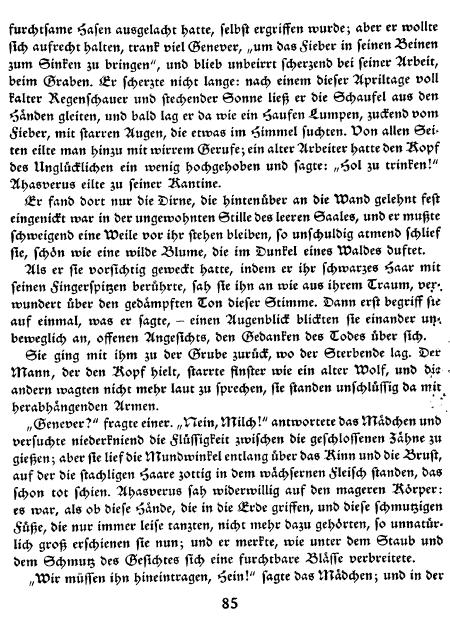 furchtsame Hasen ausgelacht hatte, selbst ergriffen wurde; aber er wollte
sich aufrecht halten, trank viel Genever, „um das Fieber in seinen Beinen
zum Sinken zu bringen“, und blieb unbeirrt scherzend bei seiner Arbeit,
beim Graben. Er scherzte nicht lange: nach einem dieser Apriltage voll
kalter Regenschauer und stechender Sonne ließ er die Schaufel aus den
Händen gleiten, und bald lag er da wie ein Haufen Lumpen, zuckend vom
Fieber, mit starren Augen, die etwas im Himmel suchten. Von allen Sei-
ten eilte man hinzu mit wirrem Gerufe; ein alter Arbeiter hatte den Kopf
des Unglücklichen ein wenig hochgehoben und sagte: „Hol zu trinken!“
Ahasverus eilte zu seiner Kantine.
Er fand dort nur die Dirne, die hintenüber an die Wand gelehnt fest
eingenickt war in der ungewohnten Stille des leeren Saales, und er mußte
schweigend eine Weile vor ihr stehen bleiben, so unschuldig atmend schlief
sie, schön wie eine wilde Blume, die im Dunkel eines Waldes duftet.
Als er sie vorsichtig geweckt hatte, indem er ihr schwarzes Haar mit
seinen Fingerspitzen berührte, sah sie ihn an wie aus ihrem Traum, ver-
wundert über den gedämpften Ton dieser Stimme. Dann erst begriff sie
auf einmal, was er sagte, – einen Augenblick blickten sie einander un-
beweglich an, offenen Angesichts, den Gedanken des Todes über sich.
Sie ging mit ihm zu der Grube zurück, wo der Sterbende lag. Der
Mann, der den Kopf hielt, starrte finster wie ein alter Wolf, und die
andern wagten nicht mehr laut zu sprechen, sie standen unschlüssig da mit
herabhängenden Armen.
„Genever?“ fragte einer. „Nein, Milch!“ antwortete das Mädchen und
versuchte niederkniend die Flüssigkeit zwischen die geschlossenen Zähne zu
gießen; aber sie lief die Mundwinkel entlang über das Kinn und die Brust,
auf der die stachligen Haare zottig in dem wächsernen Fleisch standen, das
schon tot schien. Ahasverus sah widerwillig auf den mageren Körper:
es war, als ob diese Hände, die in die Erde griffen, und diese schmutzigen
Füße, die nur immer leise tanzten, nicht mehr dazu gehörten, so unnatür-
lich groß erschienen sie nun; und er merkte, wie unter dem Staub und
dem Schmutz des Gesichtes sich eine furchtbare Blässe verbreitete.
„Wir müssen ihn hineintragen, Hein!“ sagte das Mädchen; und in der
85